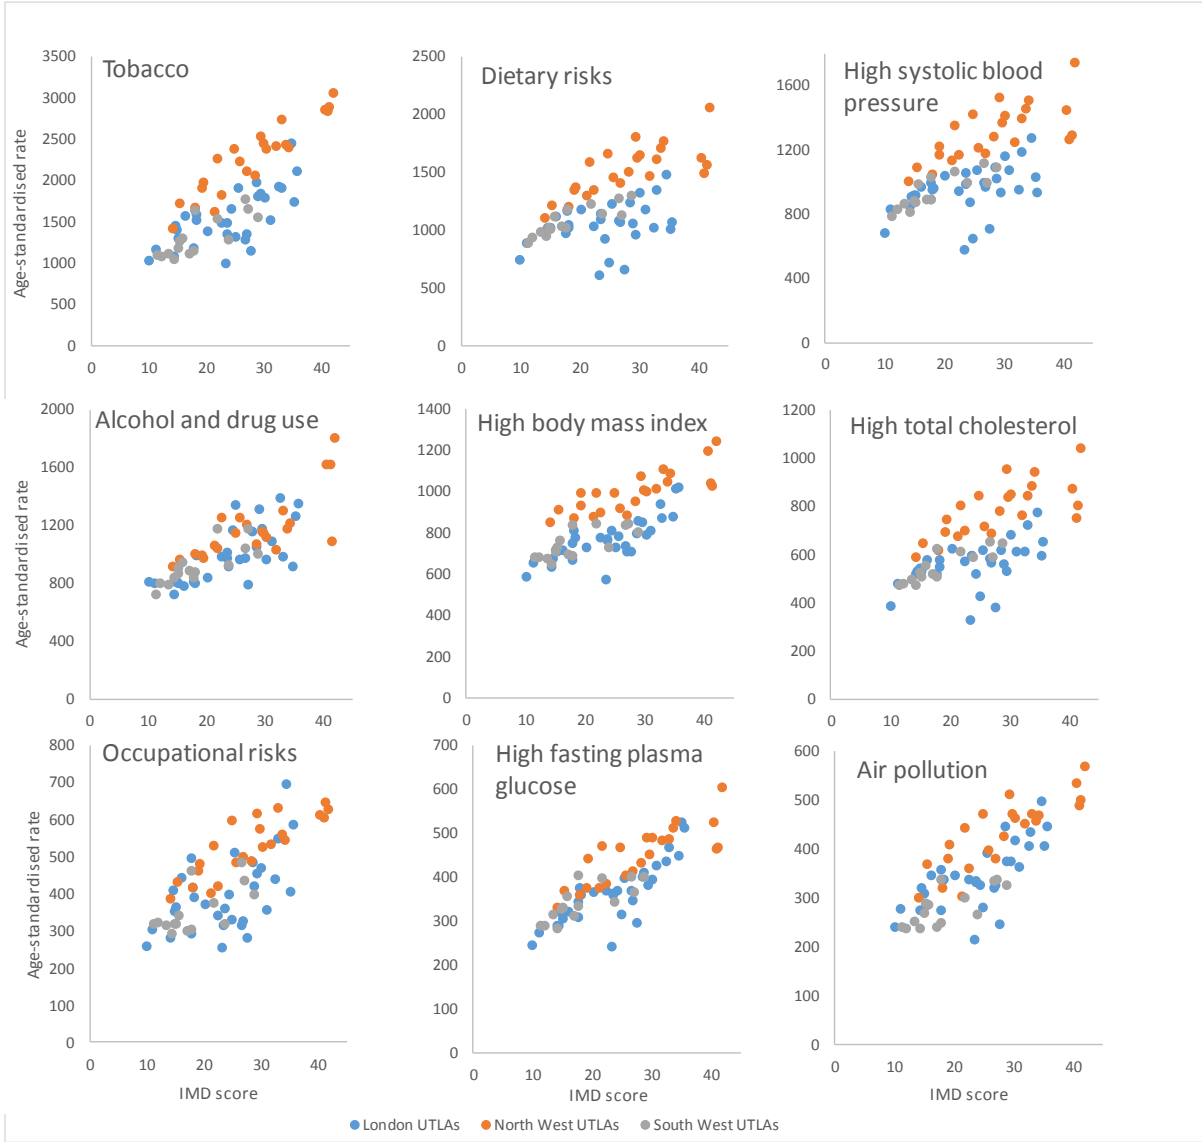 Tobacco
Age-standardised rate
3500
3000
2500
2000
1500
1000
500
0
0 10 20 30 40
Dietary risks
2500
2000
1500
1000
500
0
0 10 20 30 40
High systolic blood
pressure
1600
1200
800
400
0
0 10 20 30 40
Alcohol and drug use
Age-standardised rate
2000
1600
1200
800
400
0
0 10 20 30 40
High body mass index
1400
1200
1000
800
600
400
200
0
0 10 20 30 40
High total cholesterol
1200
1000
800
600
400
200
0
0 10 20 30 40
Occupational risks
Age-standardised rate
800
700
600
500
400
300
200
100
0
0 10 20 30 40
IMD score
High fasting plasma
glucose
700
600
500
400
300
200
100
0
0 10 20 30 40
IMD score
Air pollution
600
500
400
300
200
100
0
0 10 20 30 40
IMD score
London UTLAs North West UTLAs South West UTLAs